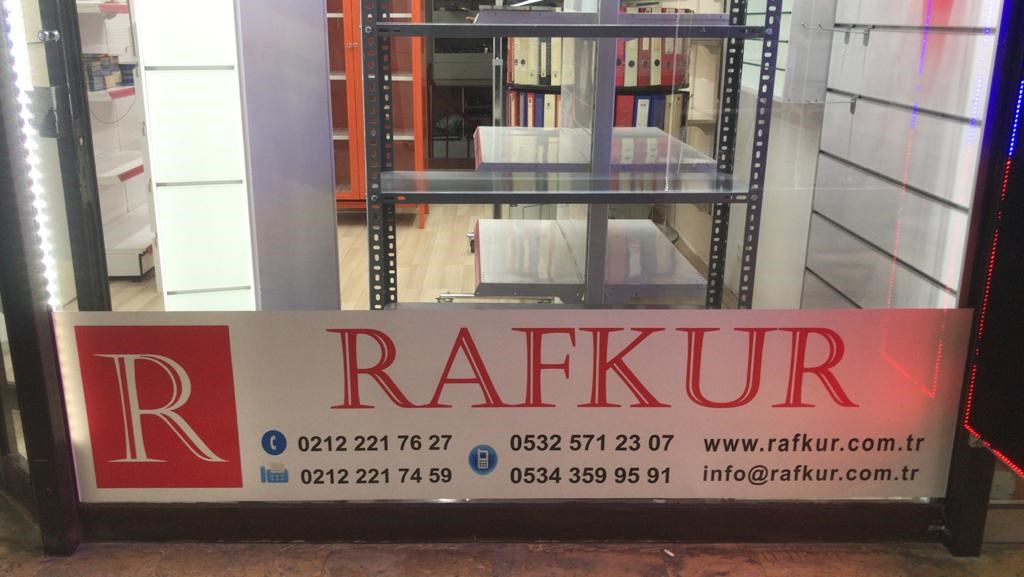 R RAFKUR
0212 221 76 27 0532 571 23 07 www.rafkur.com.tr
0212 221 74 59 0534 359 95 91 info@rafkur.com.tr